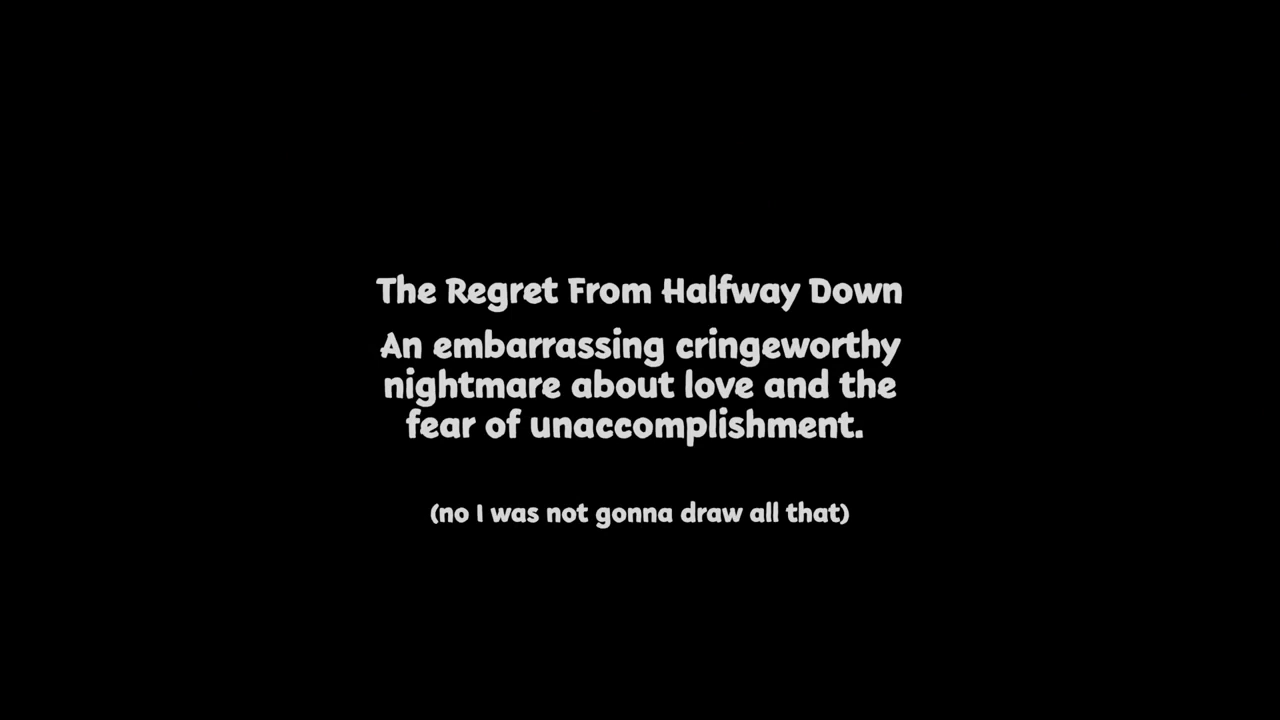 The Regret From Halfway Down
An embarrassing cringeworthy
nightmare about love and the
fear of unaccomplishment.
(no I was not gonna draw all that)